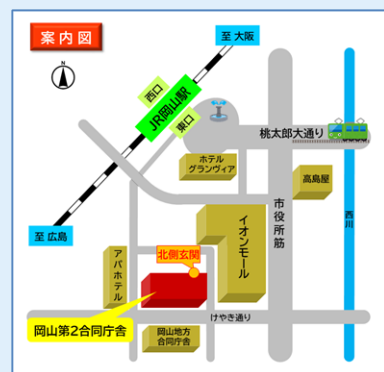 案内図
至 大阪
西口
JR岡山駅
東口
桃太郎大通り
ホテル
グランヴィア
高島屋
市役所筋
西川
至 広島
北側玄関
イオンモール
アパホテル
けやき通り
岡山第2合同庁舎
岡山地方
合同庁舎